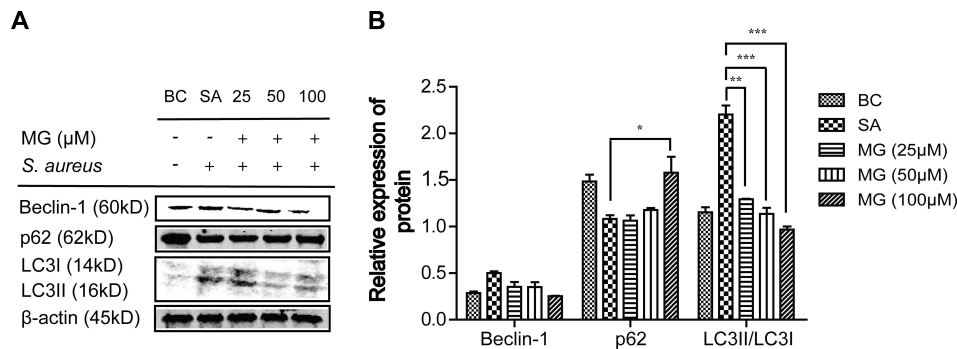 A
BC SA 25 50 100
MG (μM) - - + + +
S. aureus - + + + +
Beclin-1 (60kD)
p62 (62kD)
LC3I (14kD)
LC3II (16kD)
β-actin (45kD)
B
Relative expression of
protein
2.5
2.0
1.5
1.0
0.5
0.0
*
**
***
***
Beclin-1 p62 LC3II/LC3I
BC
SA
MG (25μM)
MG (50μM)
MG (100μM)